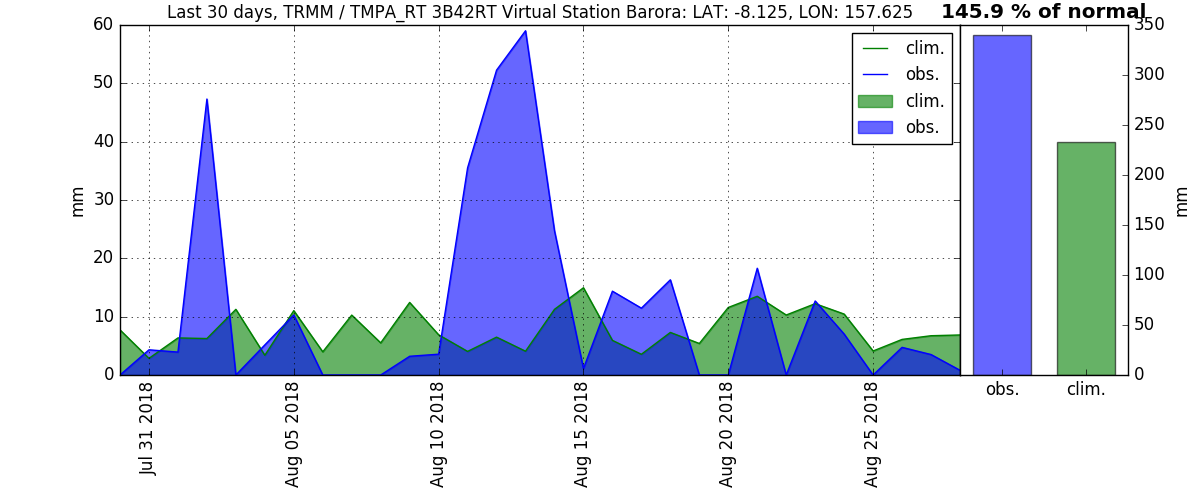 Last 30 days, TRMM / TMPA_RT 3B42RT Virtual Station Barora: LAT: -8.125, LON: 157.625
145.9 % of normal
60
50
40
30
20
10
0
mm
clim.
obs.
clim.
obs.
350
300
250
200
150
100
50
0
mm
Jul 31 2018
Aug 05 2018
Aug 10 2018
Aug 15 2018
Aug 20 2018
Aug 25 2018
obs.
clim.